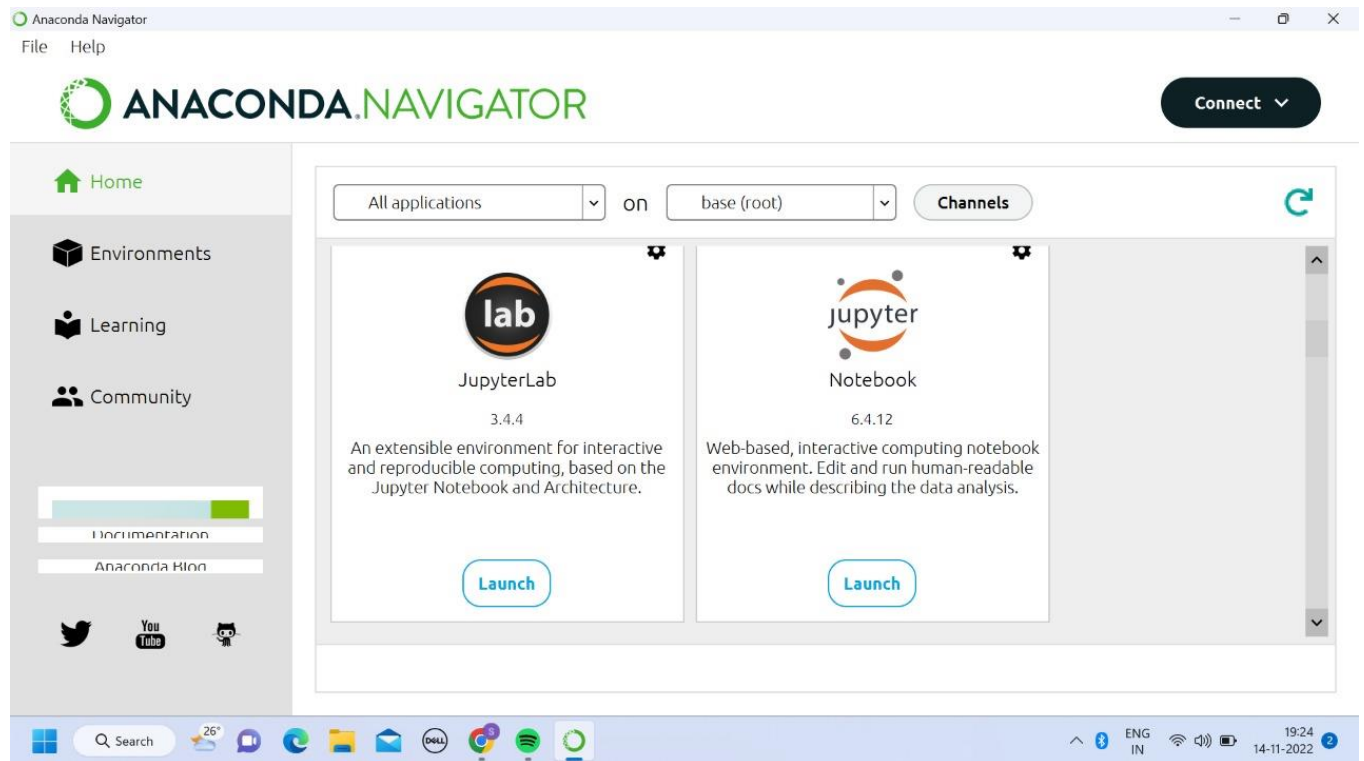 Anaconda Navigator
File Help
ANACONDA.NAVIGATOR
Connect
Home
Environments
Learning
Community
Documentation
Anaconda Blog
You
Tube
All applications on base (root) Channels
lab
JupyterLab
3.4.4
An extensible environment for interactive
and reproducible computing, based on the
Jupyter Notebook and Architecture.
Launch
jupyter
Notebook
6.4.12
Web-based, interactive computing notebook
environment. Edit and run human-readable
docs while describing the data analysis.
Launch
Search
26°
DELL
S
ENG
IN
19:24
14-11-2022
2